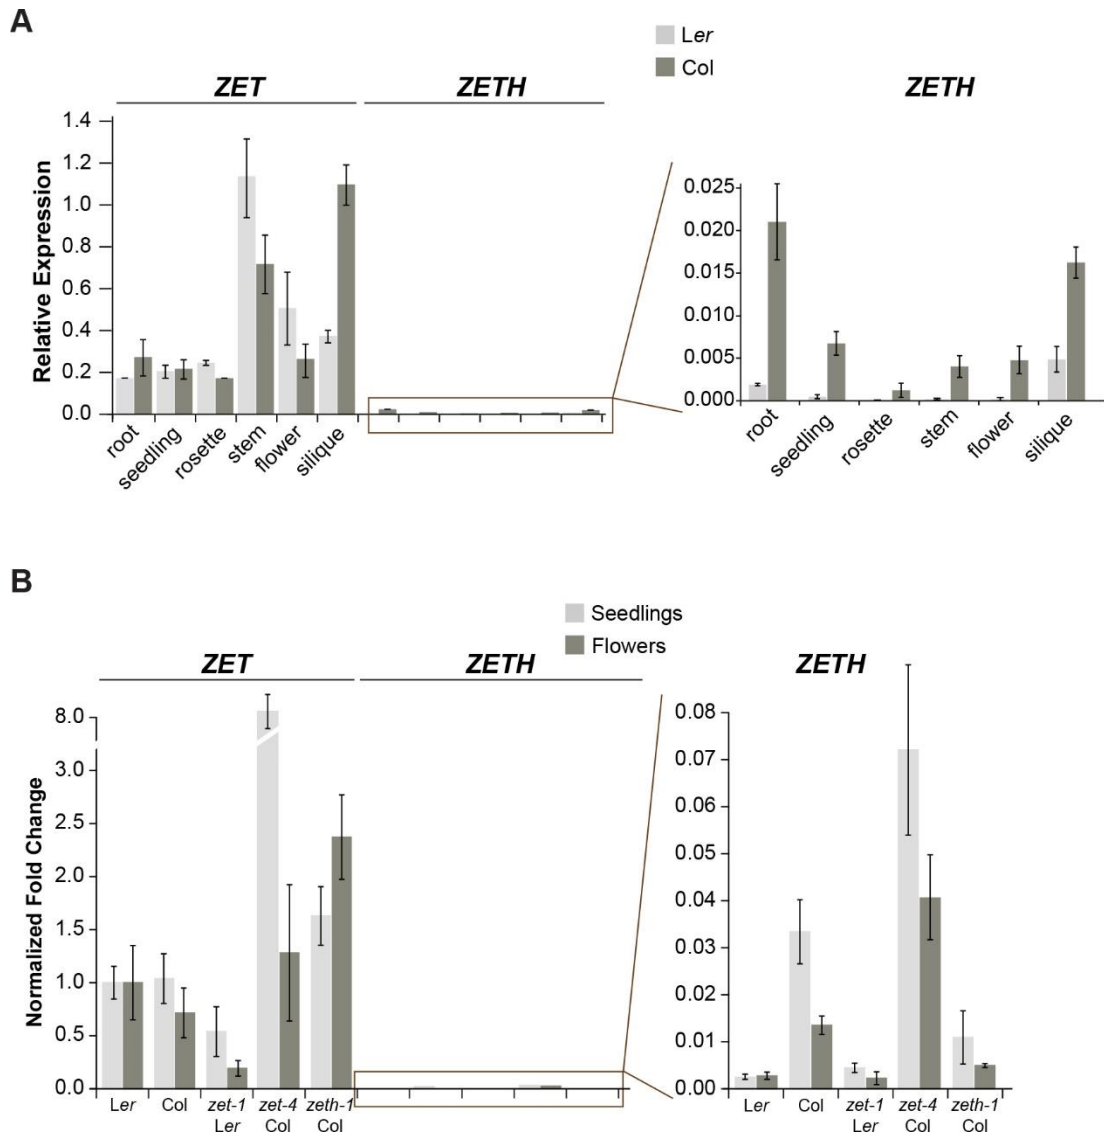 A
Ler
Col
ZET
ZETH
ZETH
Relative Expression
1.4
1.2
1.0
0.8
0.6
0.4
0.2
0.0
root
seedling
rosette
stem
flower
silique
0.025
0.020
0.015
0.010
0.005
0.000
root
seedling
rosette
stem
flower
silique
B
Seedlings
Flowers
ZET
ZETH
ZETH
Normalized Fold Change
8.0
3.0
2.5
2.0
1.5
1.0
0.5
0.0
Ler Col zet-1 zet-4 zeth-1
Ler Col Col
0.08
0.07
0.06
0.05
0.04
0.03
0.02
0.01
0.00
Ler Col zet-1 zet-4 zeth-1
Ler Col Col